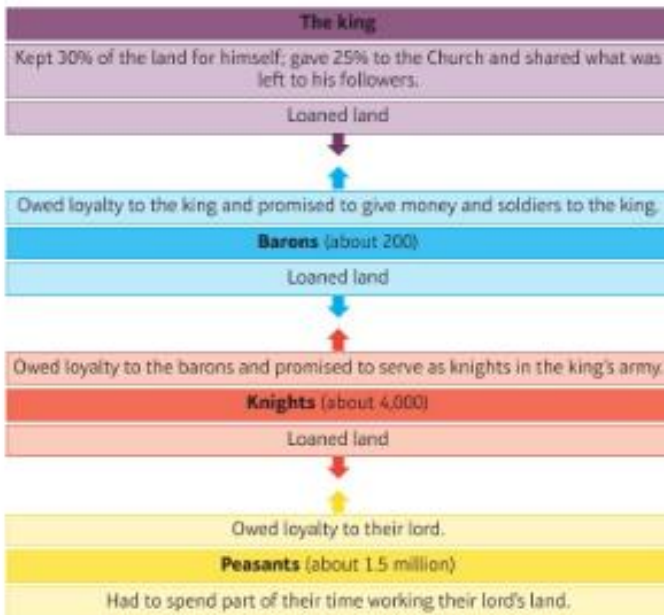 The king
Kept 30% of the land for himself; gave 25% to the Church and shared what was
left to his followers.
Loaned land
Owed loyalty to the king and promised to give money and soldiers to the king.
Barons (about 200)
Loaned land
Owed loyalty to the barons and promised to serve as knights in the king's army.
Knights (about 4,000)
Loaned land
Owed loyalty to their lord.
Peasants (about 1.5 million)
Had to spend part of their time working their lord's land.